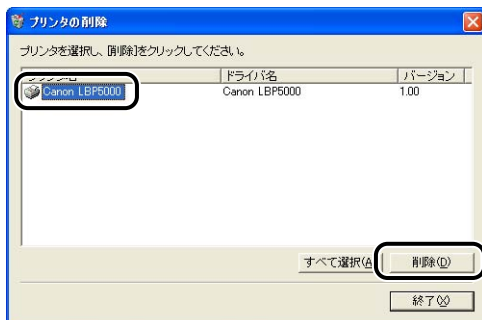 プリンタの削除
プリンタを選択し、[削除]をクリックしてください。
ドライバ名 バージョン
Canon LBP5000 Canon LBP5000 1.00
すべて選択(A 削除(D)
終了(X)